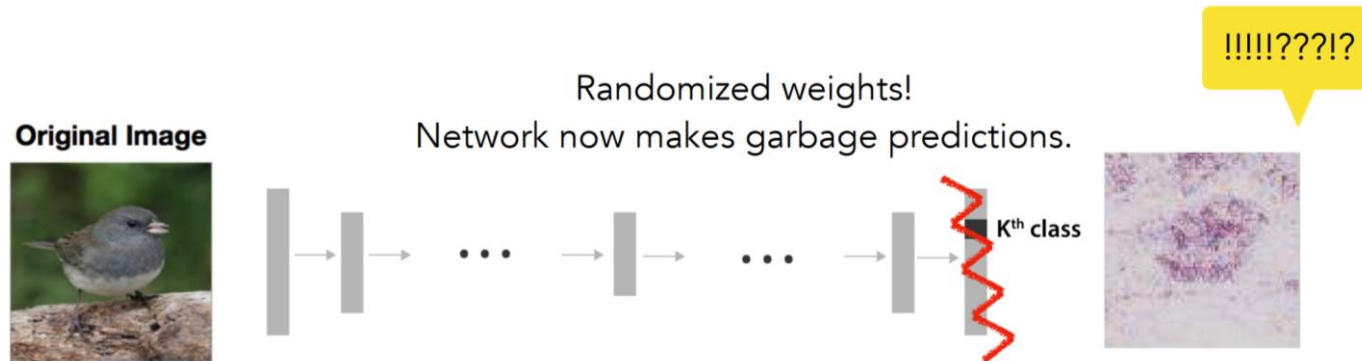 !!!!!???!?
Randomized weights!
Network now makes garbage predictions.
Original Image
Kth class